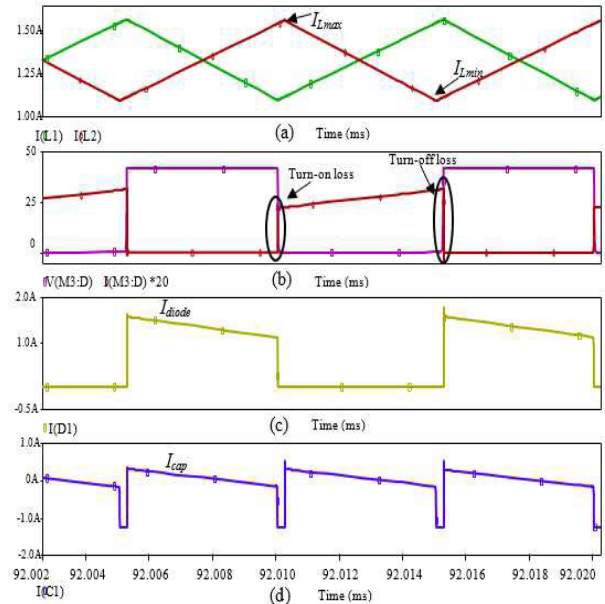 I_Lmax
1.50A
1.25A
I_Lmin
1.00A
(a) Time (ms)
I(L1) I(L2)
50
Turn-on loss
Turn-off loss
25
0
V(M3:D) I(M3:D) *20 (b) Time (ms)
2.0A
I_diode
1.0A
-0.5A
(c) Time (ms)
I(D1)
1.0A
I_cap
0.A
-1.0A
-2.0A
92.002 92.004 92.006 92.008 92.010 92.012 92.014 92.016 92.018 92.020
I(C1) (d) Time (ms)